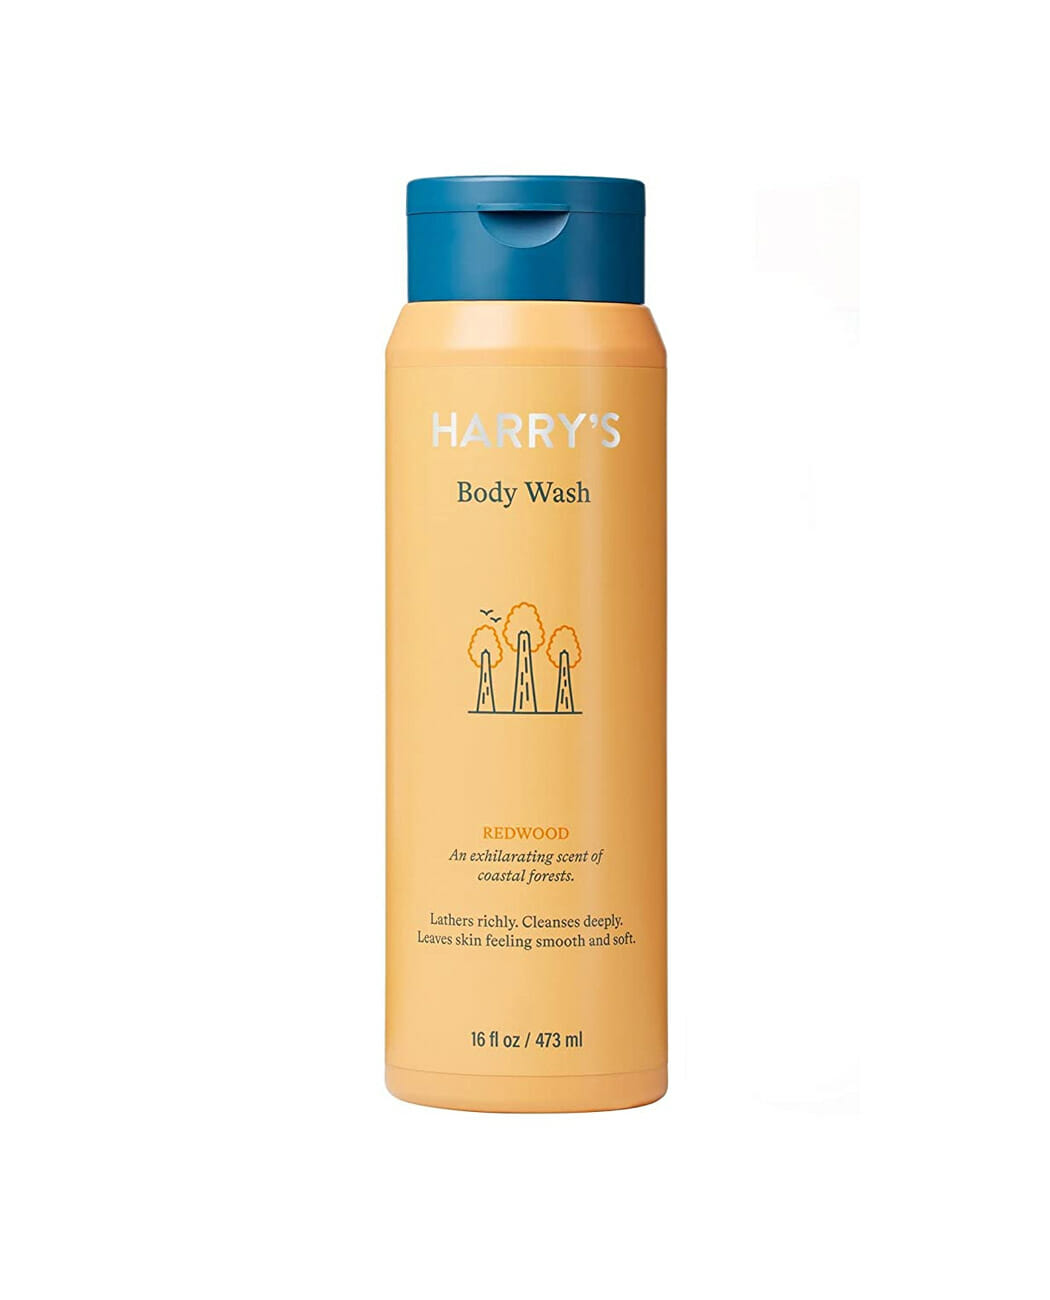 HARRY'S
Body Wash
REDWOOD
An exhilarating scent of
coastal forests.
Lathers richly. Cleanses deeply.
Leaves skin feeling smooth and soft.
16 fl oz / 473 ml